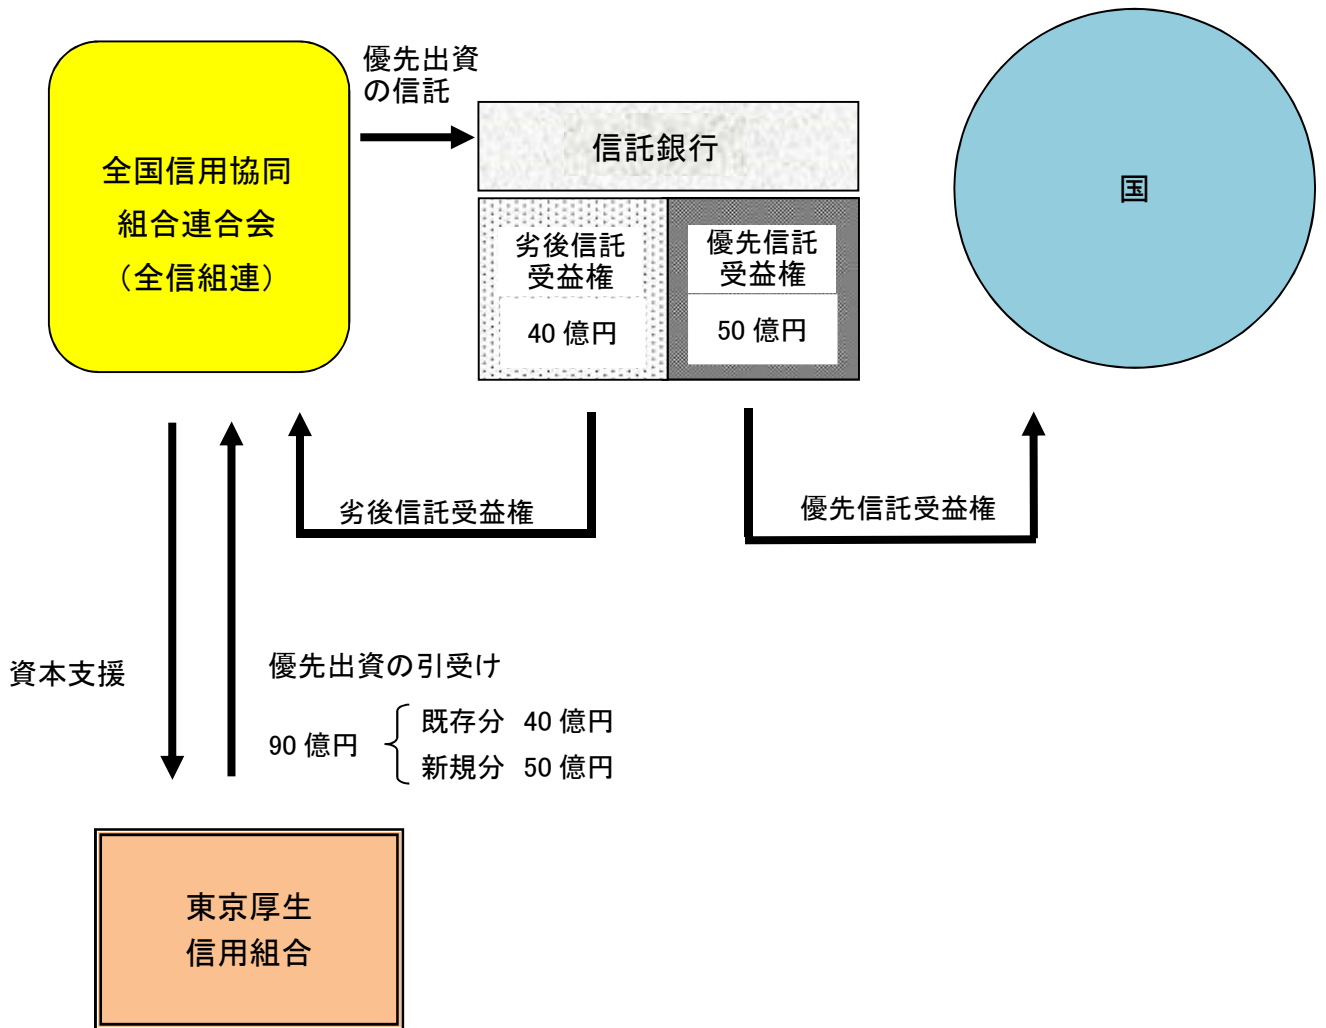 優先出資
の信託
全国信用協同
組合連合会
（全信組連）
信託銀行
劣後信託
受益権
40 億円
優先信託
受益権
50 億円
国
劣後信託受益権
優先信託受益権
資本支援
優先出資の引受け
90 億円
既存分 40 億円
新規分 50 億円
東京厚生
信用組合